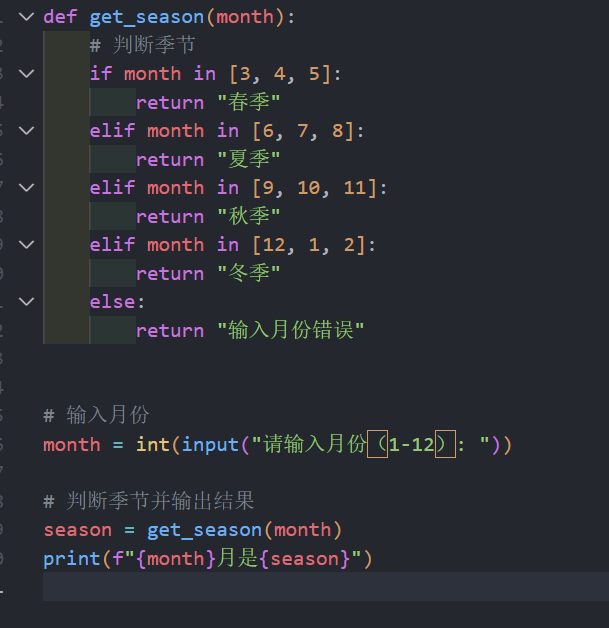 def get_season(month):
    # 判断季节
    if month in [3, 4, 5]:
        return "春季"
    elif month in [6, 7, 8]:
        return "夏季"
    elif month in [9, 10, 11]:
        return "秋季"
    elif month in [12, 1, 2]:
        return "冬季"
    else:
        return "输入月份错误"
# 输入月份
month = int(input("请输入月份（1-12）: "))
# 判断季节并输出结果
season = get_season(month)
print(f"{month}月是{season}")